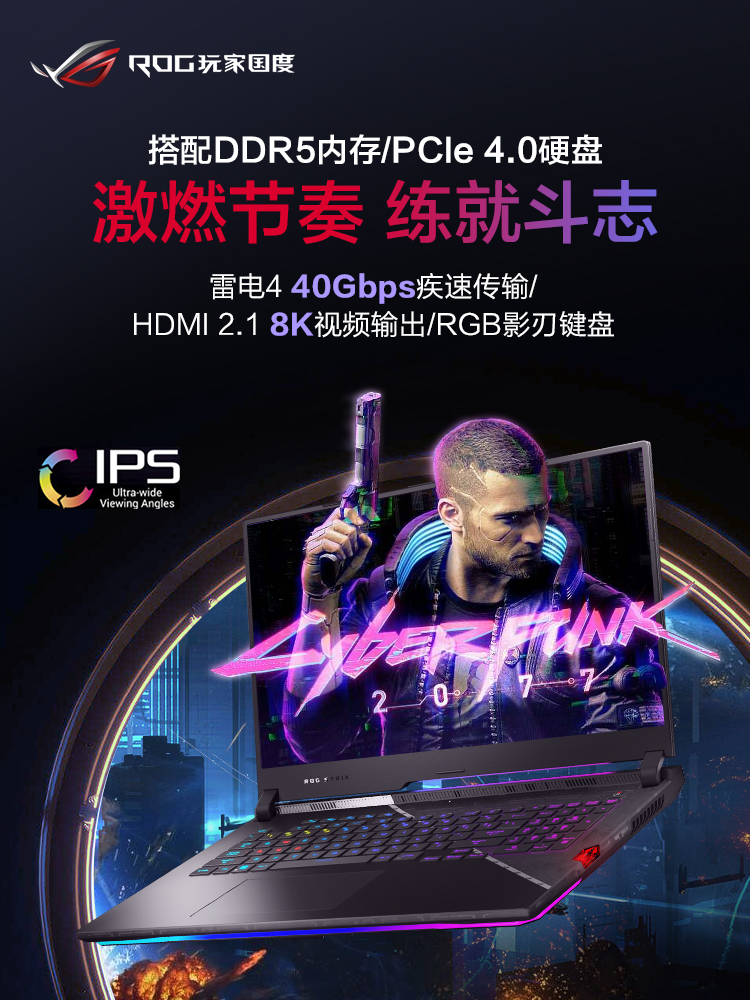 ROG玩家国度
搭配DDR5内存/PCIe 4.0硬盘
激燃节奏 练就斗志
雷电4 40Gbps疾速传输/
HDMI 2.1 8K视频输出/RGB影刃键盘
IPS
Ultra-wide
Viewing Angles
CYBERPUNK
2077